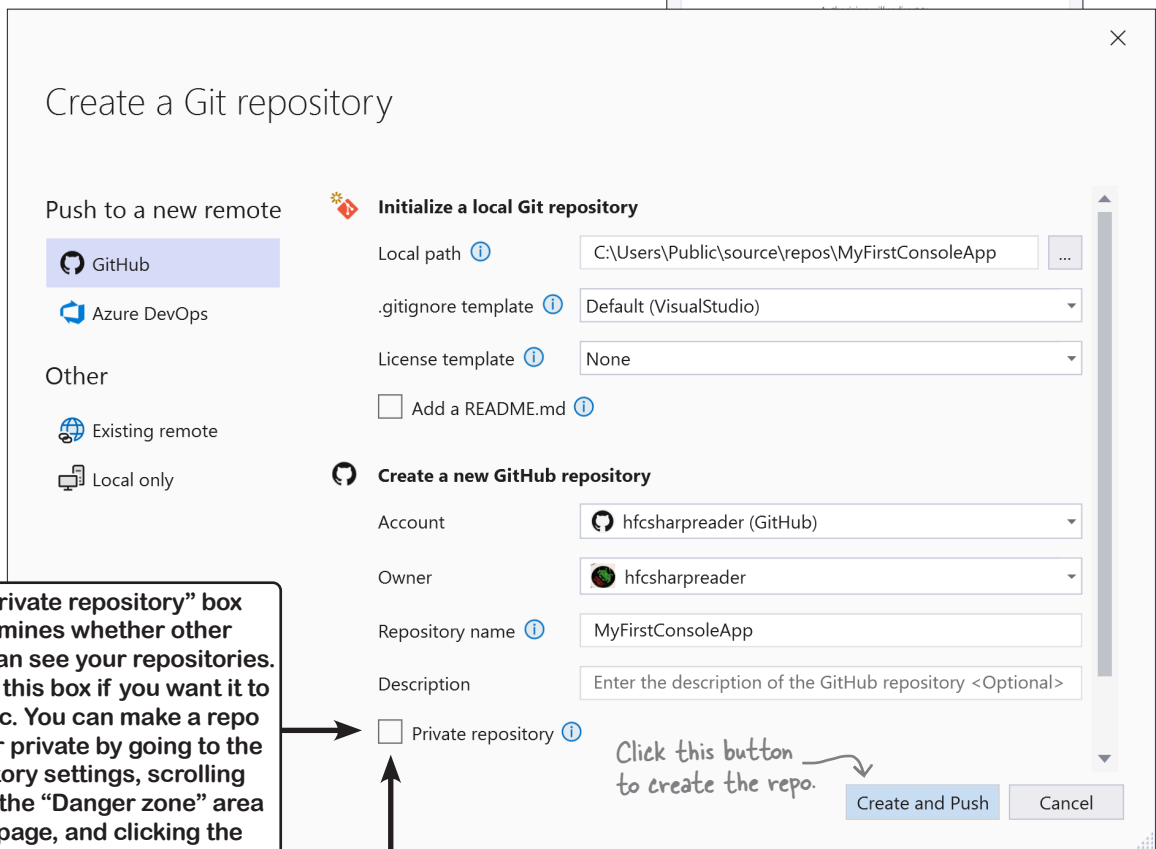 Create a Git repository
Push to a new remote
GitHub
Azure DevOps
Other
Existing remote
Local only
Initialize a local Git repository
Local path
C:\Users\Public\source\repos\MyFirstConsoleApp
...
.gitignore template
Default (VisualStudio)
License template
None
Add a README.md
Create a new GitHub repository
Account
hfcsharpreader (GitHub)
Owner
hfcsharpreader
Repository name
MyFirstConsoleApp
Description
Enter the description of the GitHub repository <Optional>
Private repository
repository” box
whether other
see your repositories.
this box if you want it to
You can make a repo
private by going to the
settings, scrolling
the “Danger zone” area
page, and clicking the
Click this button
to create the repo.
Create and Push
Cancel